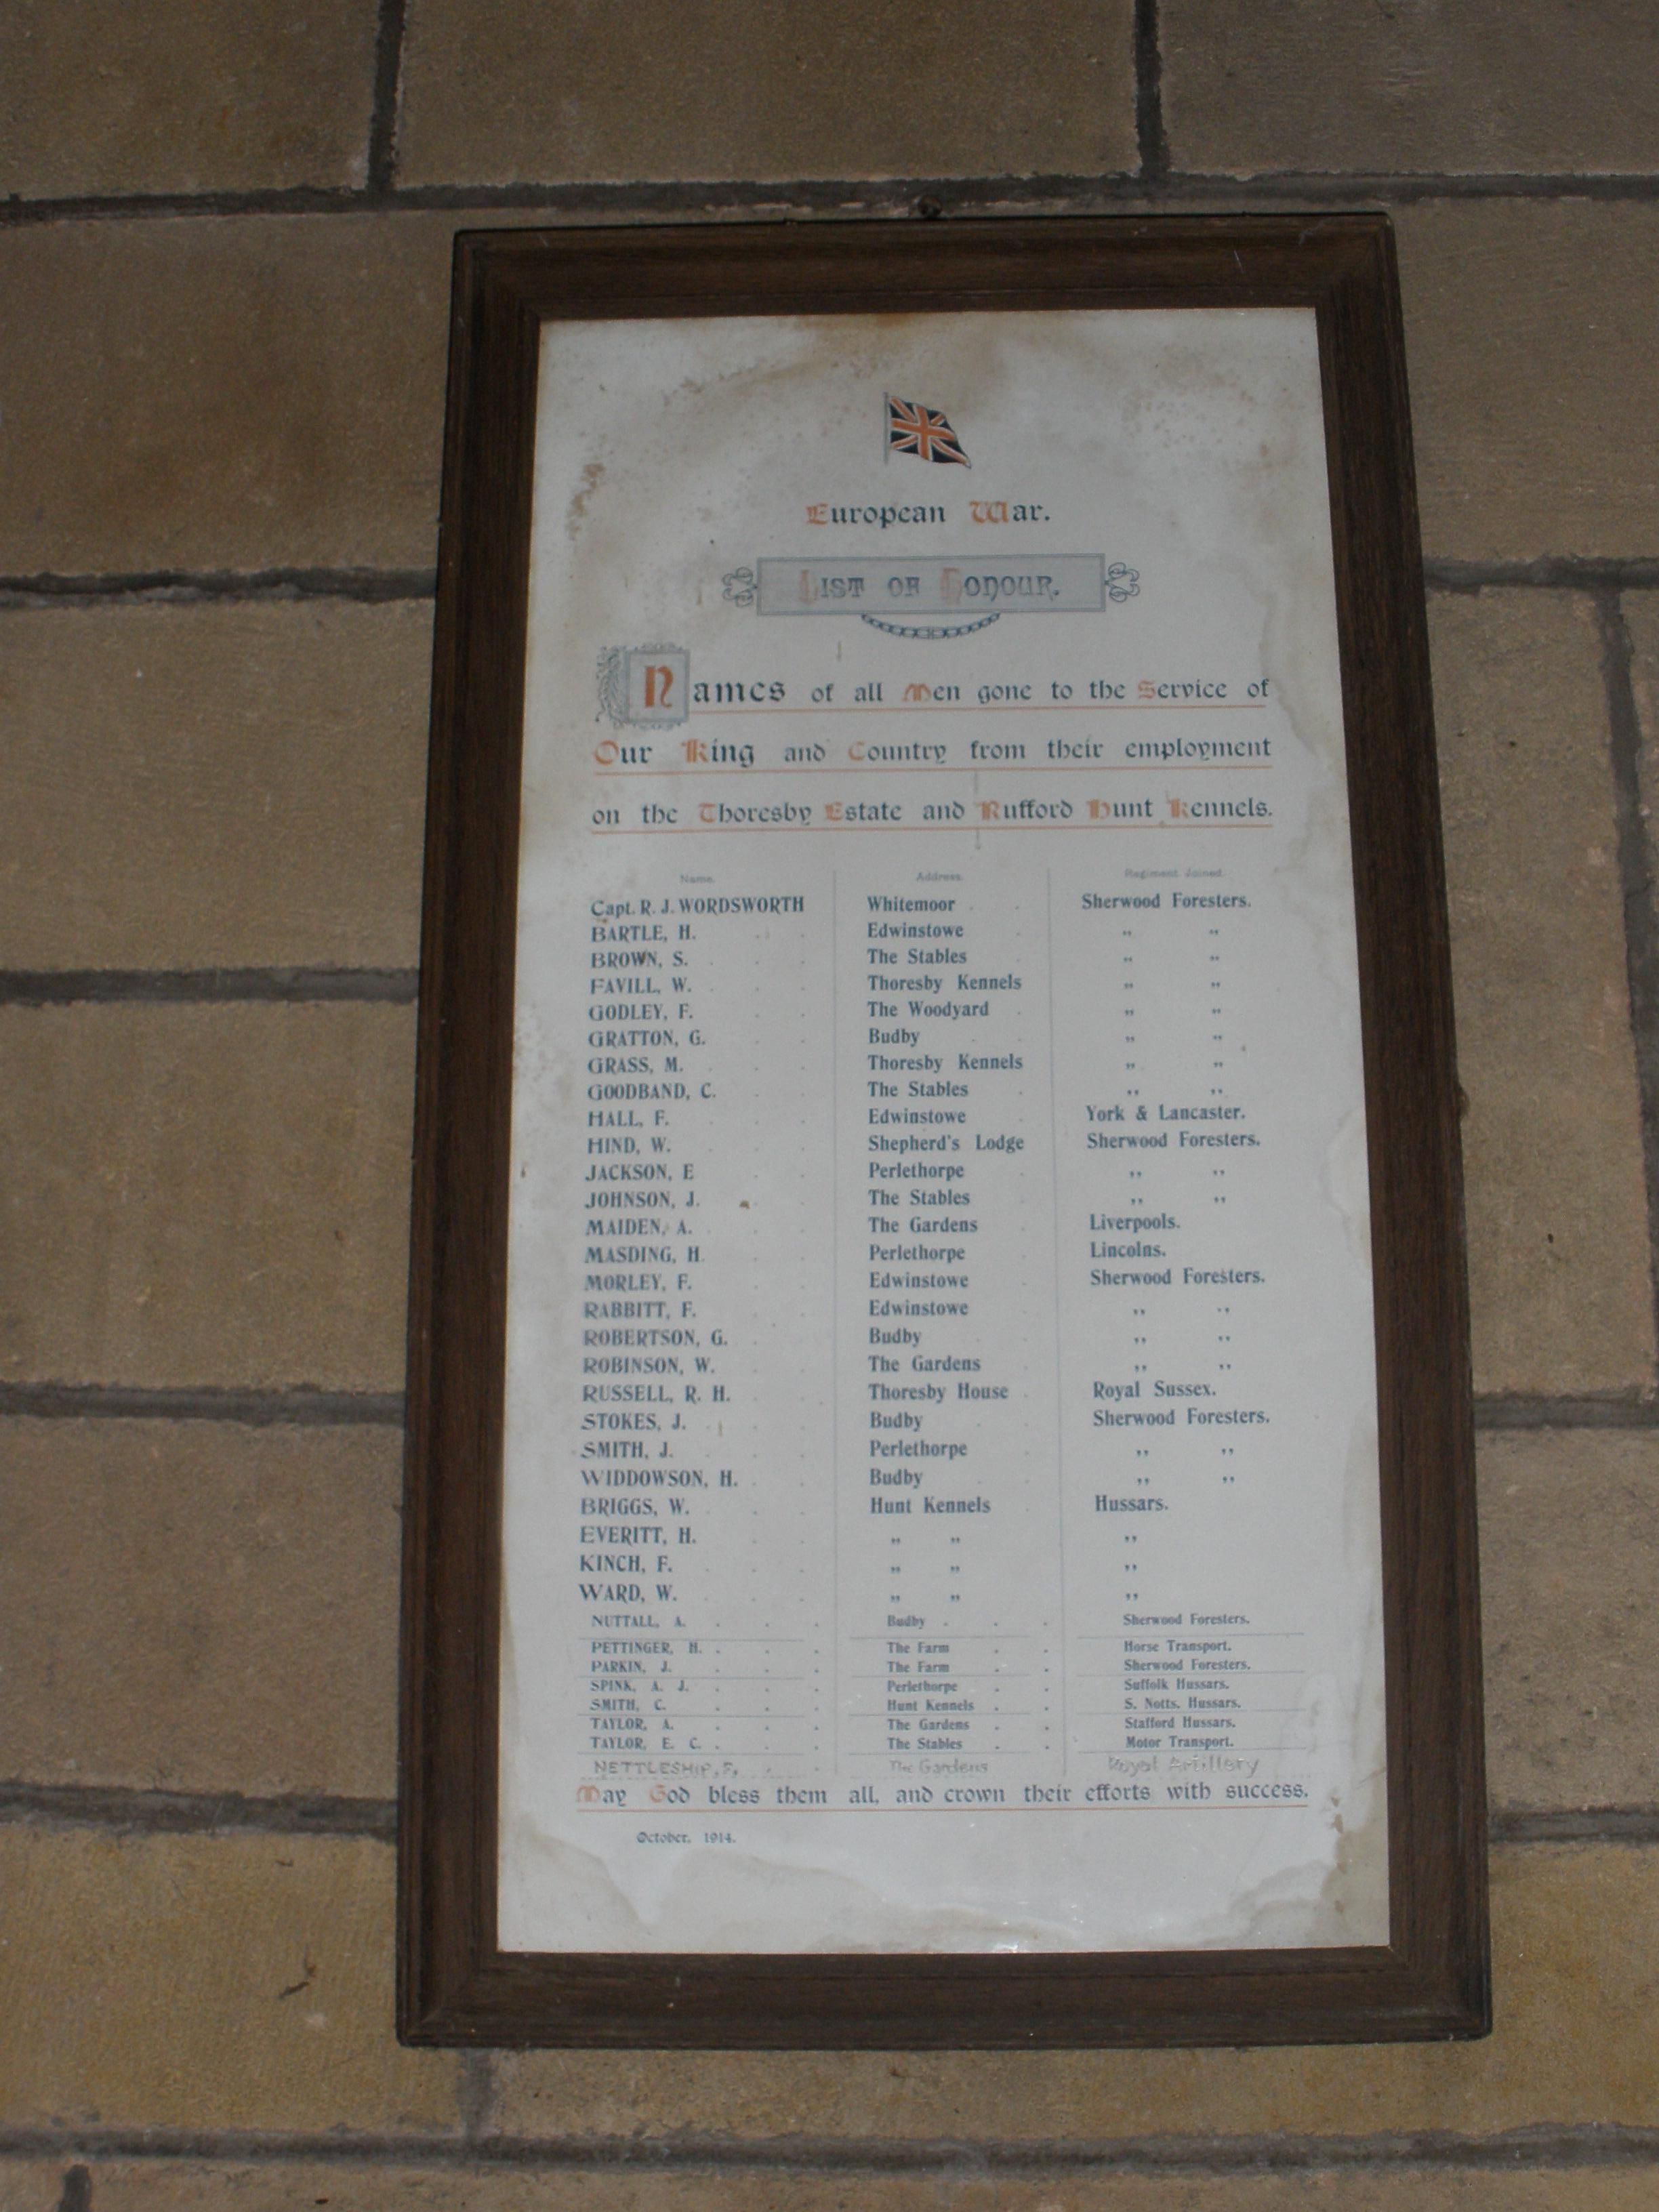 European War.
List of Honour.
Names of all Men gone to the Service of
Our King and Country from their employment
on the Thoresby Estate and Rufford Hunt Kennels.
Name. Address. Regiment Joined.
Capt. R. J. WORDSWORTH Whitemoor Sherwood Foresters.
BARTLE, H. Edwinstowe " "
BROWN, S. The Stables " "
FAVILL, W. Thoresby Kennels " "
GODLEY, F. The Woodyard " "
GRATTON, G. Budby " "
GRASS, M. Thoresby Kennels " "
GOODBAND, C. The Stables " "
HALL, F. Edwinstowe York & Lancaster.
HIND, W. Shepherd's Lodge Sherwood Foresters.
JACKSON, E Perlethorpe " "
JOHNSON, J. The Stables " "
MAIDEN, A. The Gardens Liverpools.
MASDING, H. Perlethorpe Lincolns.
MORLEY, F. Edwinstowe Sherwood Foresters.
RABBITT, F. Edwinstowe " "
ROBERTSON, G. Budby " "
ROBINSON, W. The Gardens " "
RUSSELL, R. H. Thoresby House Royal Sussex.
STOKES, J. Budby Sherwood Foresters.
SMITH, J. Perlethorpe " "
WIDDOWSON, H. Budby " "
BRIGGS, W. Hunt Kennels Hussars.
EVERITT, H. " " "
KINCH, F. " " "
WARD, W. " " "
NUTTALL, A. Budby Sherwood Foresters.
PETTINGER, H. The Farm Horse Transport.
PARKIN, J. The Farm Sherwood Foresters.
SPINK, A. J. Perlethorpe Suffolk Hussars.
SMITH, C. Hunt Kennels S. Notts. Hussars.
TAYLOR, A. The Gardens Stafford Hussars.
TAYLOR, E. C. The Stables Motor Transport.
NETTLESHIP, F. The Gardens Royal Artillery
May God bless them all, and crown their efforts with success.
October, 1914.